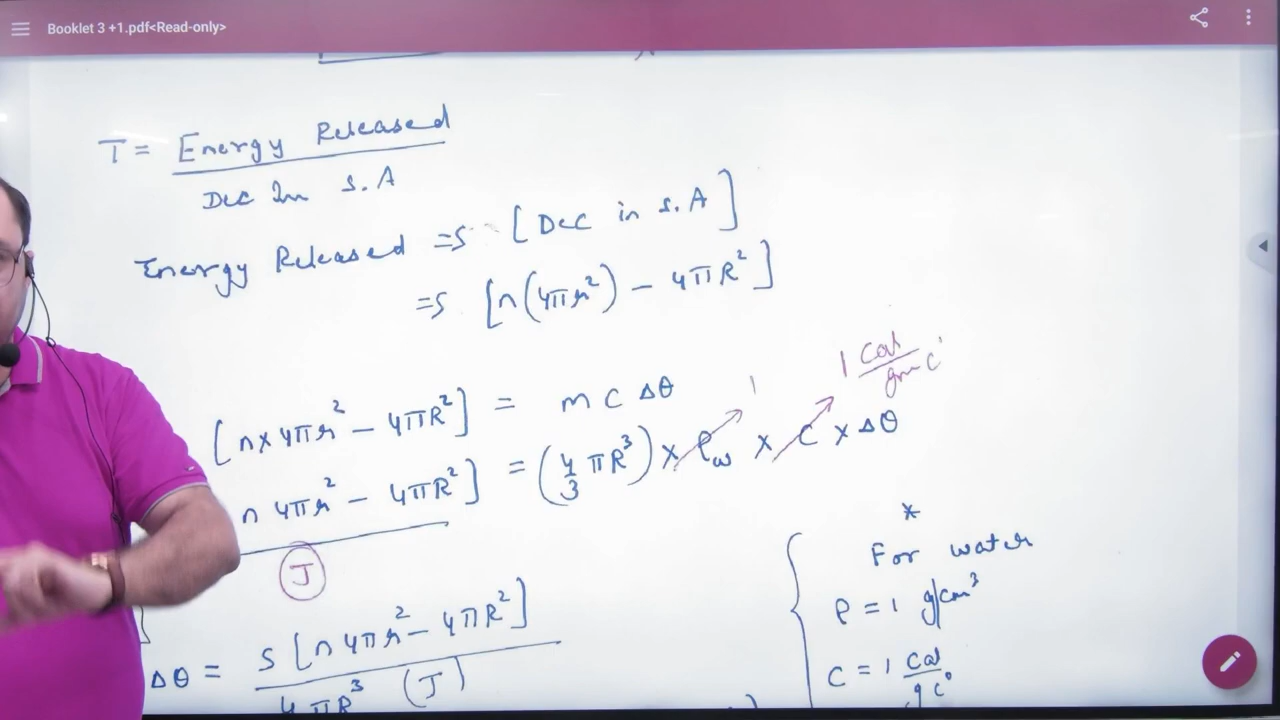 Booklet 3 +1.pdf<Read-only>
T = Energy Released / Dec In S.A
Energy Released = S [Dec in S.A]
= S [n(4πr²) − 4πR²]
[n×4πr² − 4πR²] = m C Δθ
1
1 Cal / gm C°
n 4πr² − 4πR²] = (4/3 πR³) × ρw × C × Δθ
J
*
For water
ρ = 1 g/cm³
C = 1 Cal / g C°
Δθ = S [n 4πr² − 4πR²] / 4πR³ (J)